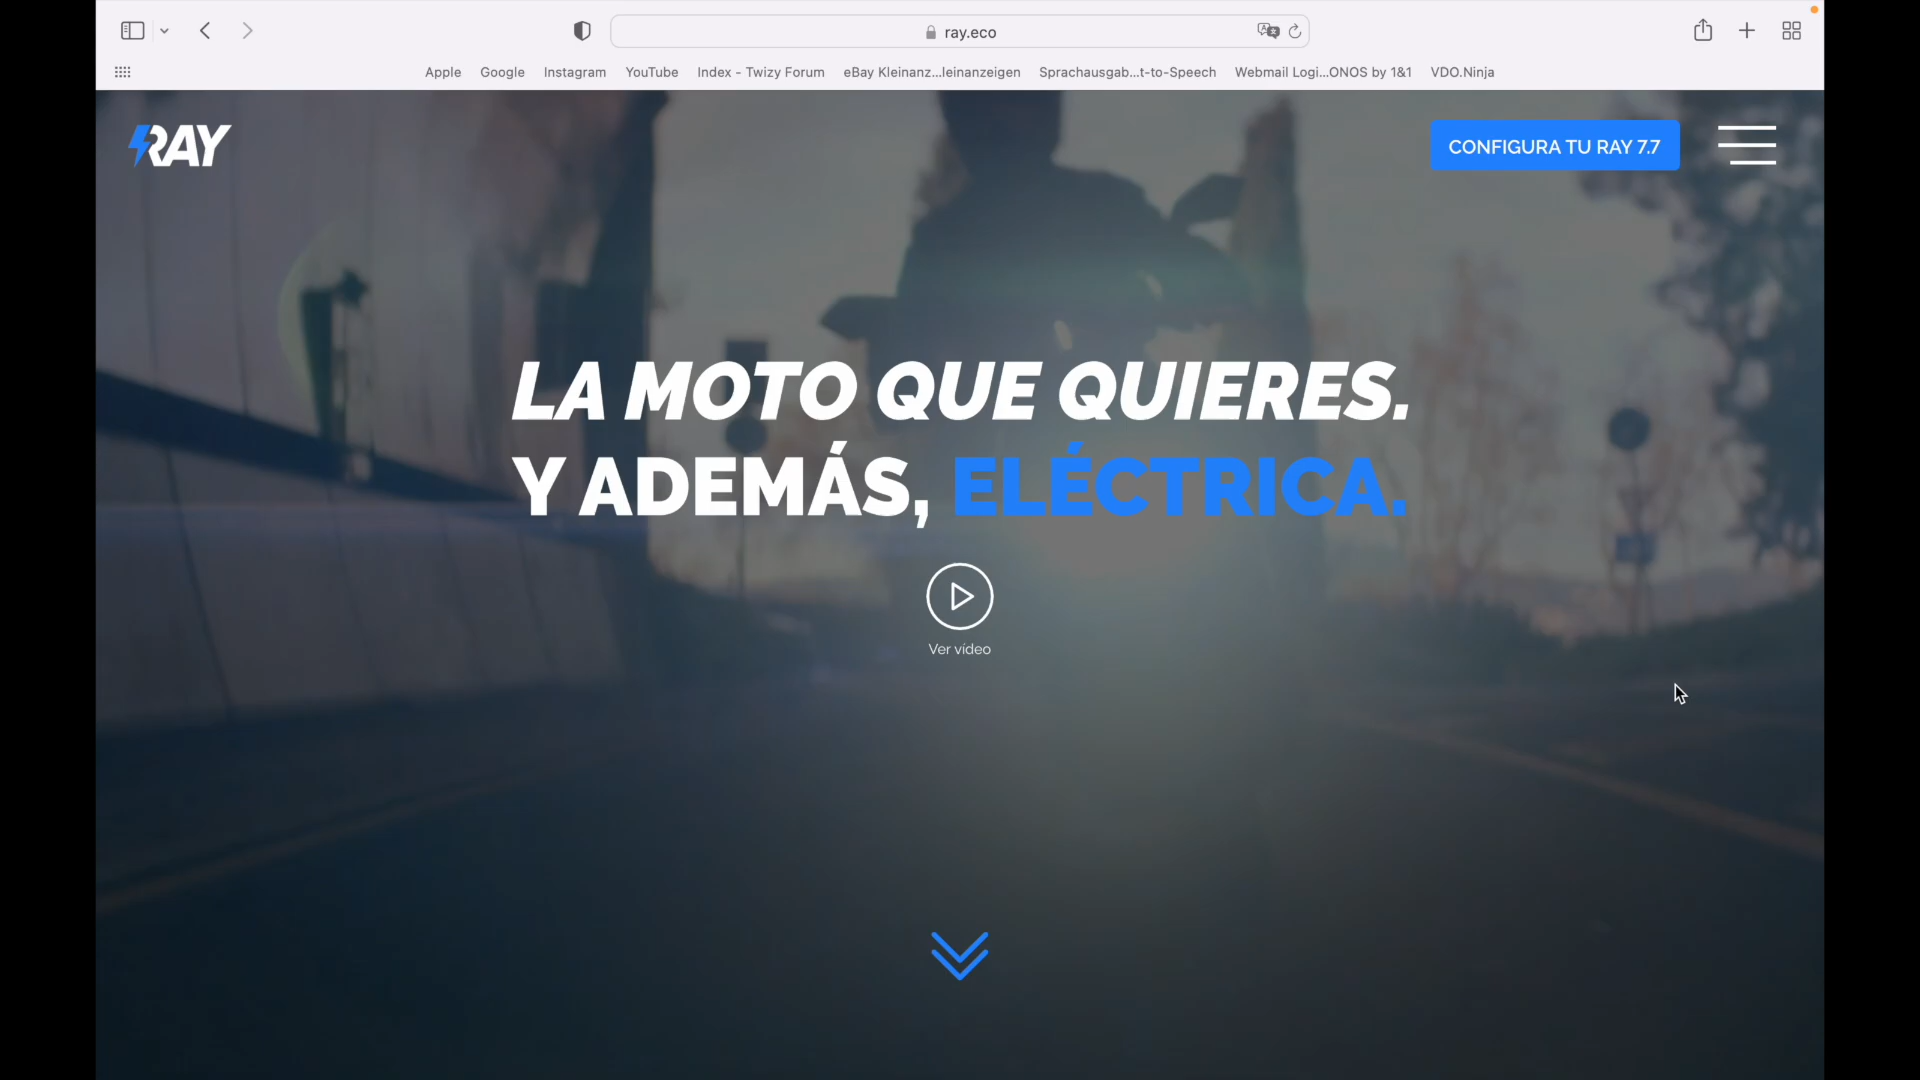 ray.eco
Apple Google Instagram YouTube Index - Twizy Forum eBay Kleinanz...leinanzeigen Sprachausgab...t-to-Speech Webmail Logi...ONOS by 1&1 VDO.Ninja
RAY
CONFIGURA TU RAY 7.7
LA MOTO QUE QUIERES.
Y ADEMÁS, ELÉCTRICA.
Ver vídeo